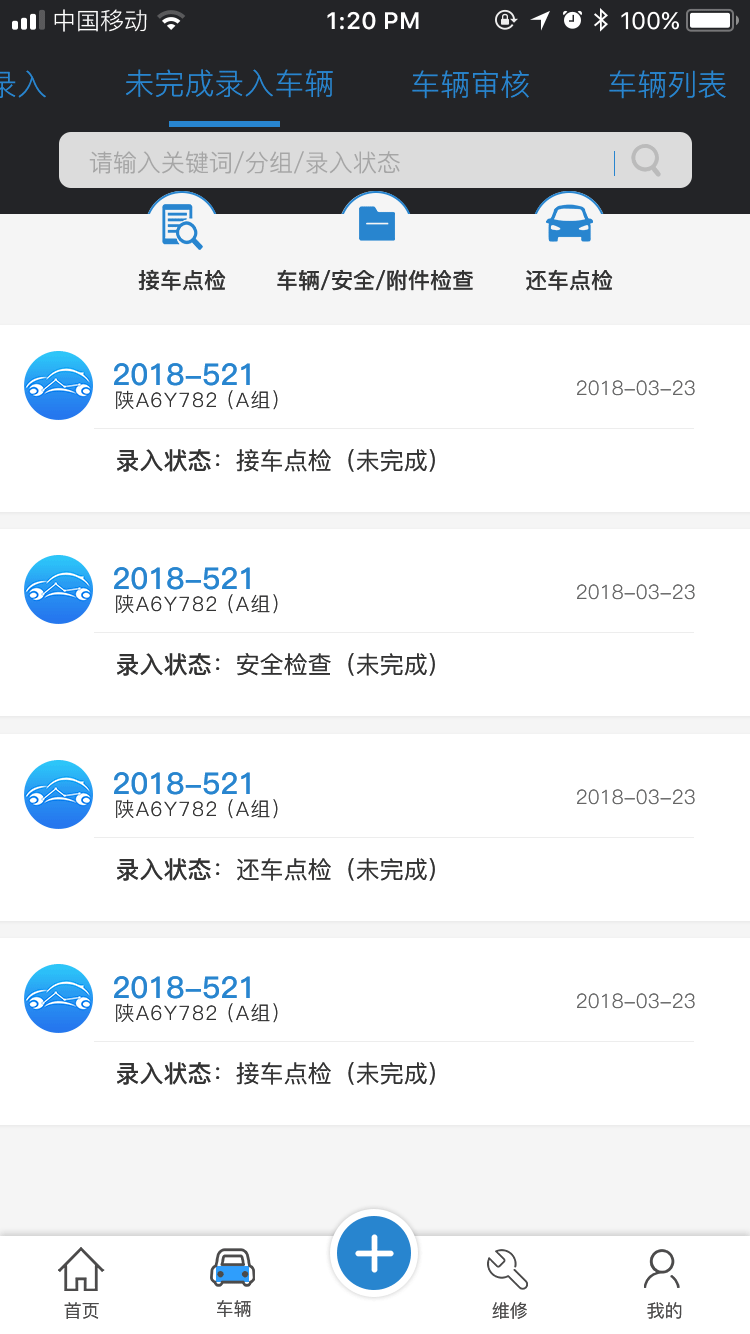 中国移动 1:20 PM 100%
录入 未完成录入车辆 车辆审核 车辆列表
请输入关键词/分组/录入状态
接车点检 车辆/安全/附件检查 还车点检
2018-521
陕A6Y782（A组） 2018-03-23
录入状态：接车点检（未完成）
2018-521
陕A6Y782（A组） 2018-03-23
录入状态：安全检查（未完成）
2018-521
陕A6Y782（A组） 2018-03-23
录入状态：还车点检（未完成）
2018-521
陕A6Y782（A组） 2018-03-23
录入状态：接车点检（未完成）
首页 车辆 维修 我的